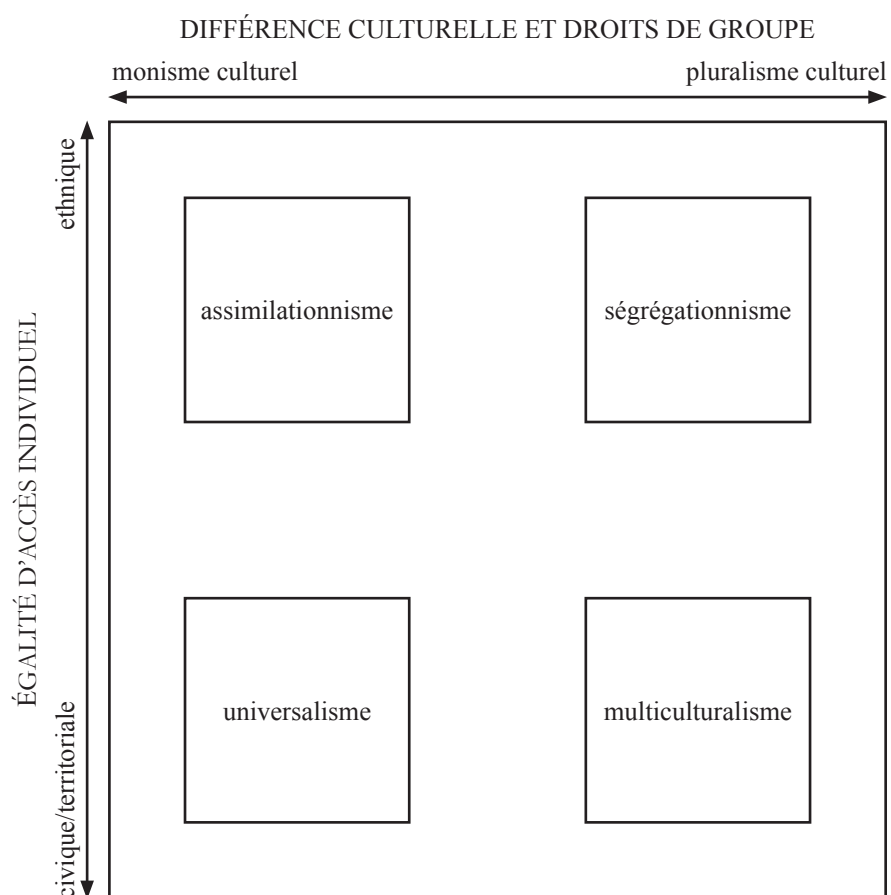 DIFFÉRENCE CULTURELLE ET DROITS DE GROUPE
monisme culturel
pluralisme culturel
ethnique
assimilationnisme
ségrégationnisme
ÉGALITÉ D’ACCÈS INDIVIDUEL
universalisme
multiculturalisme
civique/territoriale